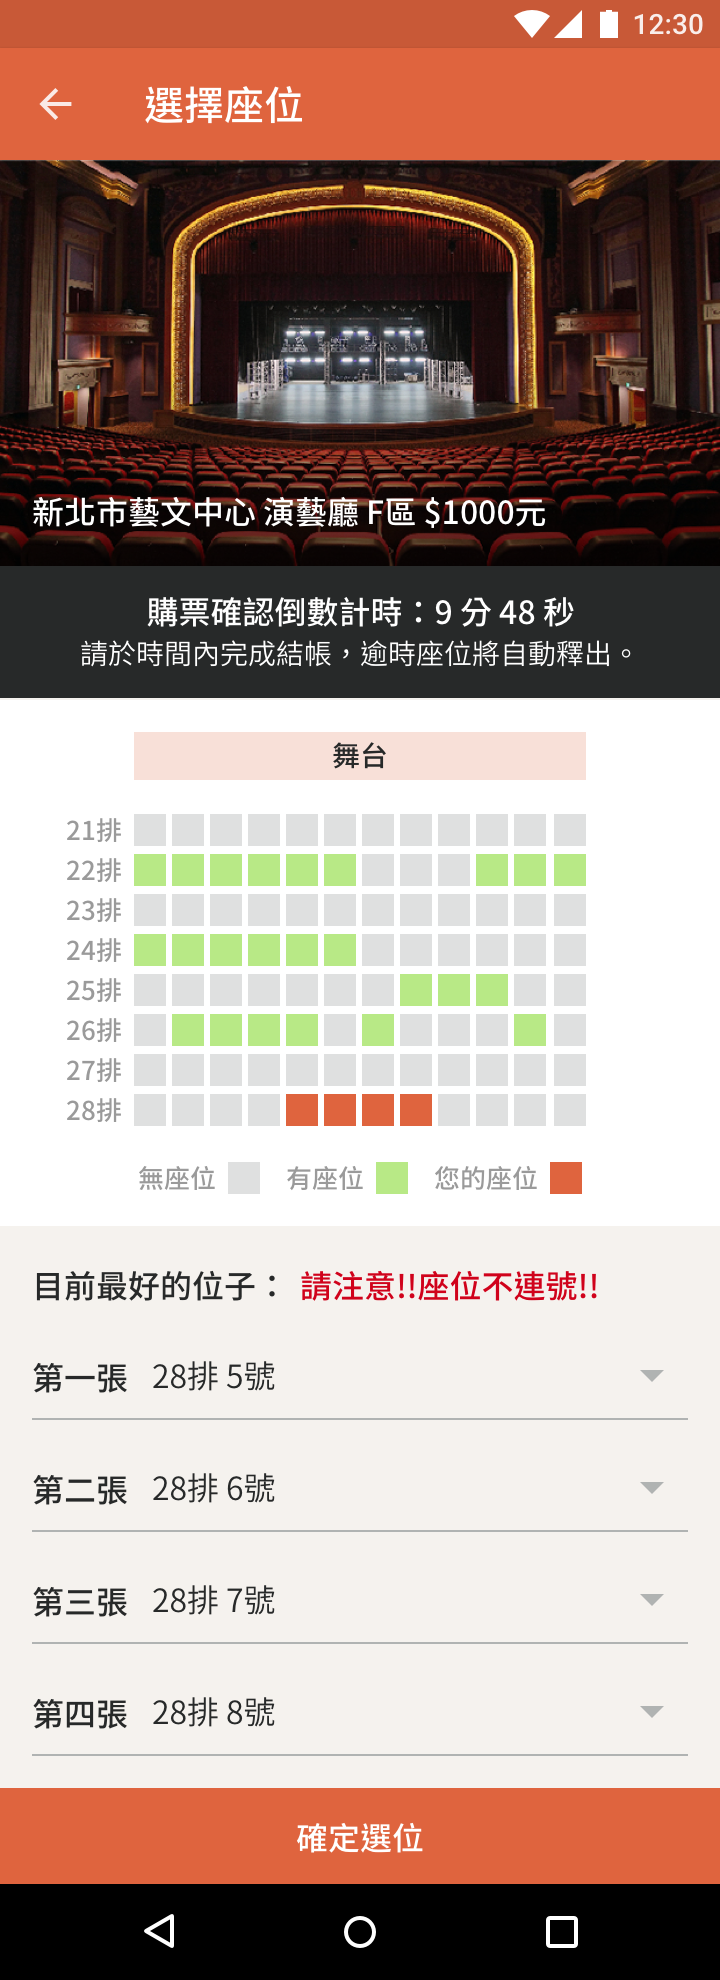 12:30
選擇座位
新北市藝文中心 演藝廳 F區 $1000元
購票確認倒數計時：9 分 48 秒
請於時間內完成結帳，逾時座位將自動釋出。
舞台
21排
22排
23排
24排
25排
26排
27排
28排
無座位 有座位 您的座位
目前最好的位子： 請注意!!座位不連號!!
第一張 28排 5號
第二張 28排 6號
第三張 28排 7號
第四張 28排 8號
確定選位